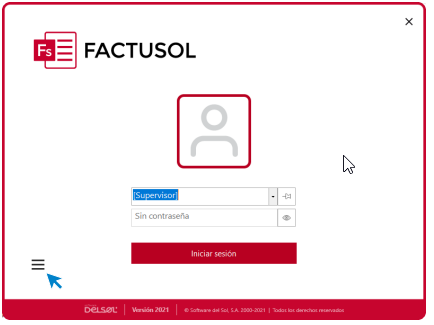 Fs FACTUSOL
[Supervisor]
Sin contraseña
Iniciar sesión
DELSOL Versión 2021 © Software del Sol, S.A. 2000-2021 Todos los derechos reservados